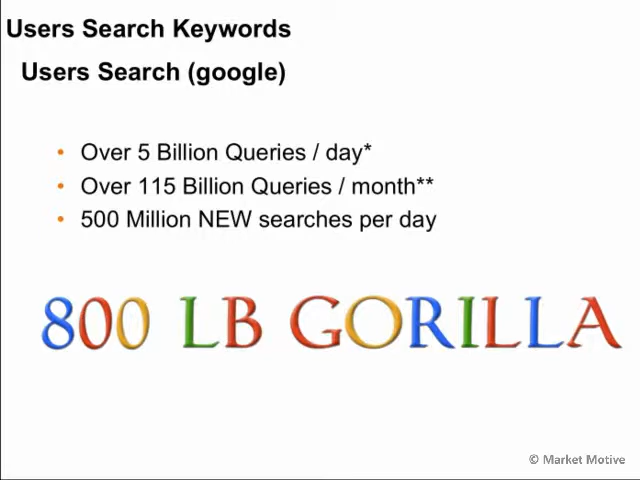 Users Search Keywords
Users Search (google)
• Over 5 Billion Queries / day*
• Over 115 Billion Queries / month**
• 500 Million NEW searches per day
800 LB GORILLA
© Market Motive